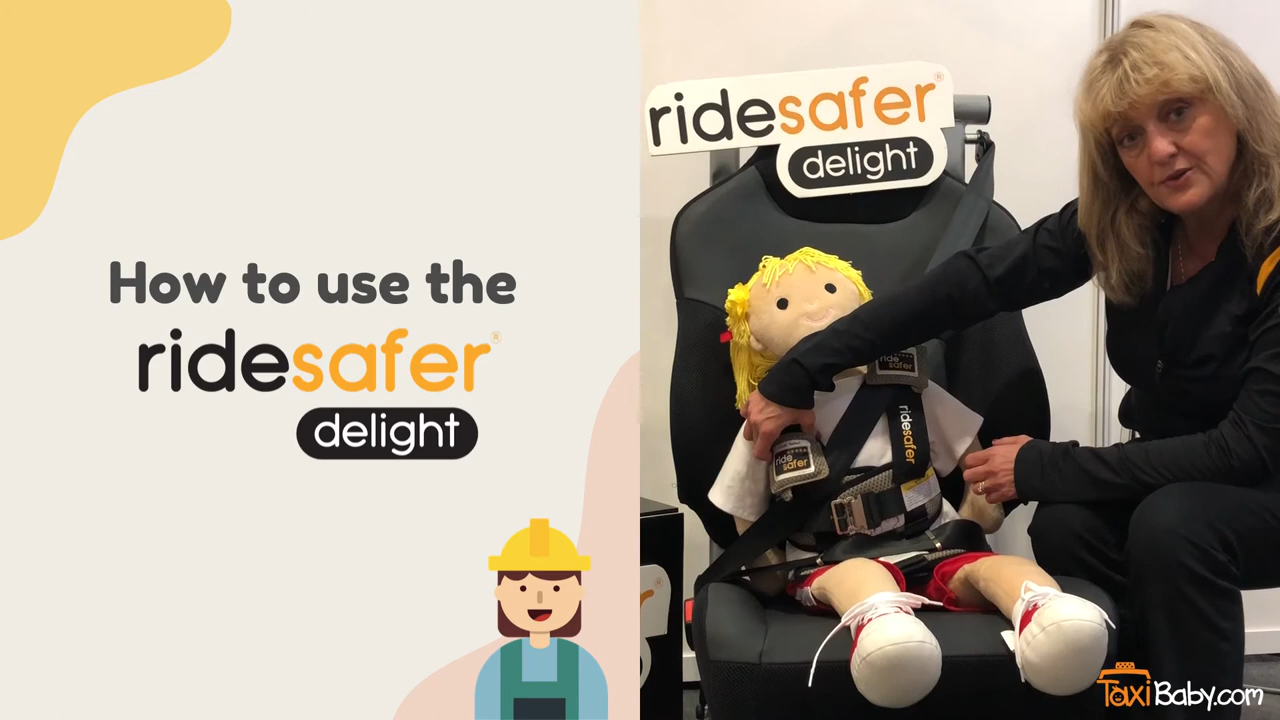 How to use the
ridesafer®
delight
ridesafer®
delight
ride
safer
ridesafer
ride
safer
TaxiBaby.com